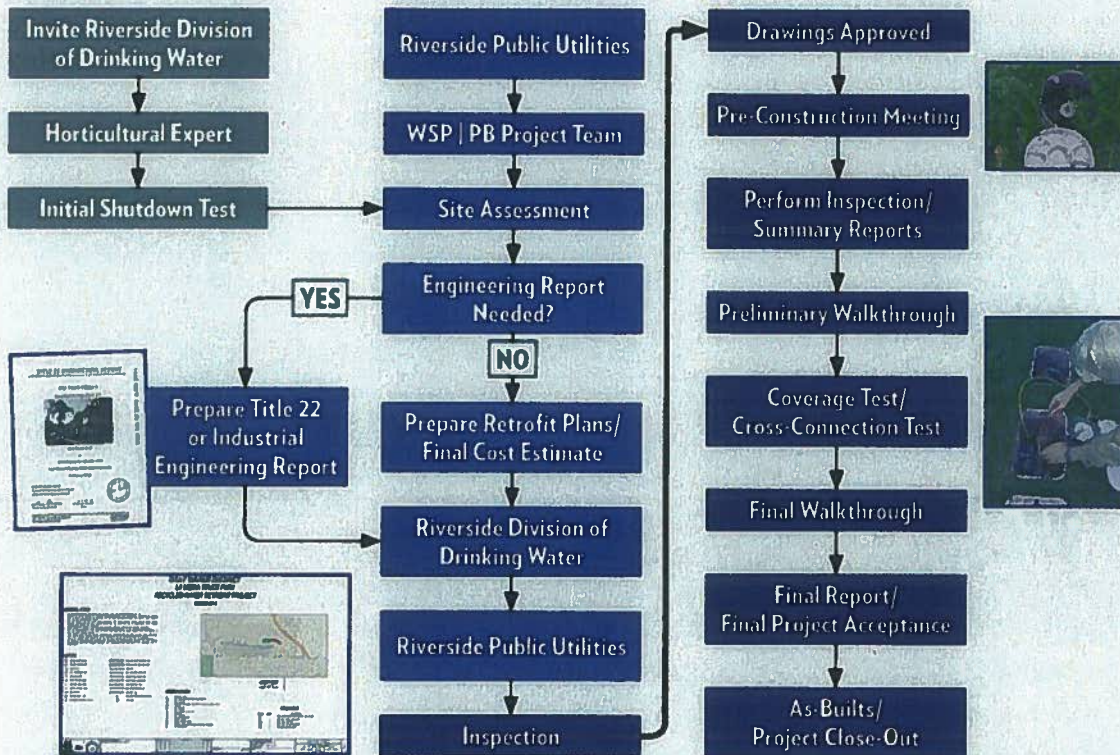 Invite Riverside Division
of Drinking Water
Horticultural Expert
Initial Shutdown Test
Riverside Public Utilities
WSP | PB Project Team
Site Assessment
Engineering Report
Needed?
YES
NO
Prepare Title 22
or Industrial
Engineering Report
Prepare Retrofit Plans/
Final Cost Estimate
Riverside Division of
Drinking Water
Riverside Public Utilities
Inspection
Drawings Approved
Pre-Construction Meeting
Perform Inspection/
Summary Reports
Preliminary Walkthrough
Coverage Test/
Cross-Connection Test
Final Walkthrough
Final Report/
Final Project Acceptance
As-Builts/
Project Close-Out